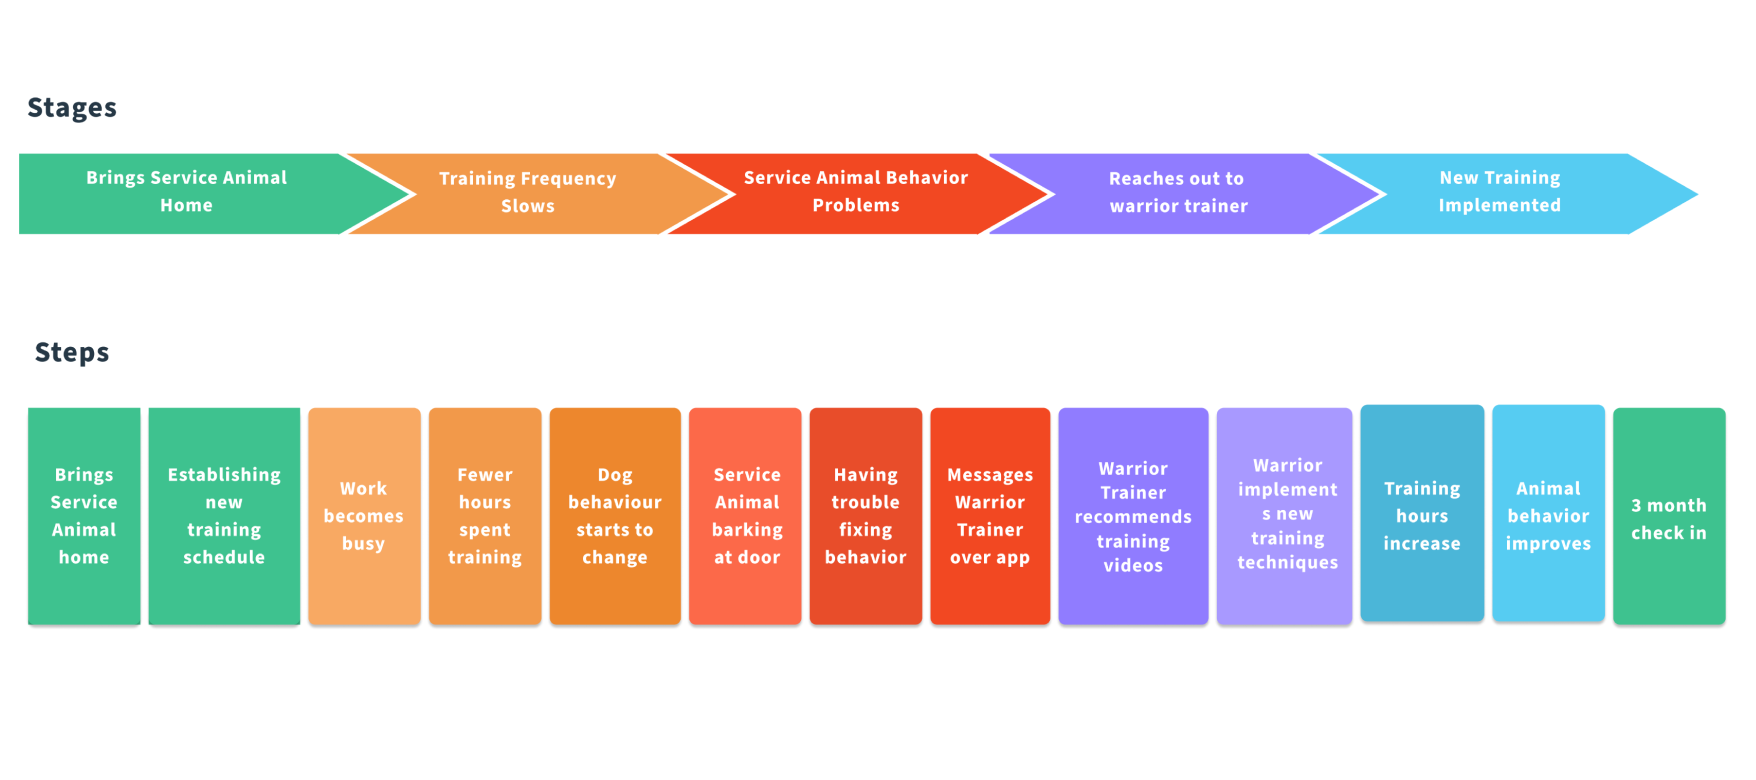 Stages
Brings Service Animal
Home
Training Frequency
Slows
Service Animal Behavior
Problems
Reaches out to
warrior trainer
New Training
Implemented
Steps
Brings
Service
Animal
home
Establishing
new
training
schedule
Work
becomes
busy
Fewer
hours
spent
training
Dog
behaviour
starts to
change
Service
Animal
barking
at door
Having
trouble
fixing
behavior
Messages
Warrior
Trainer
over app
Warrior
Trainer
recommends
training
videos
Warrior
implement
s new
training
techniques
Training
hours
increase
Animal
behavior
improves
3 month
check in